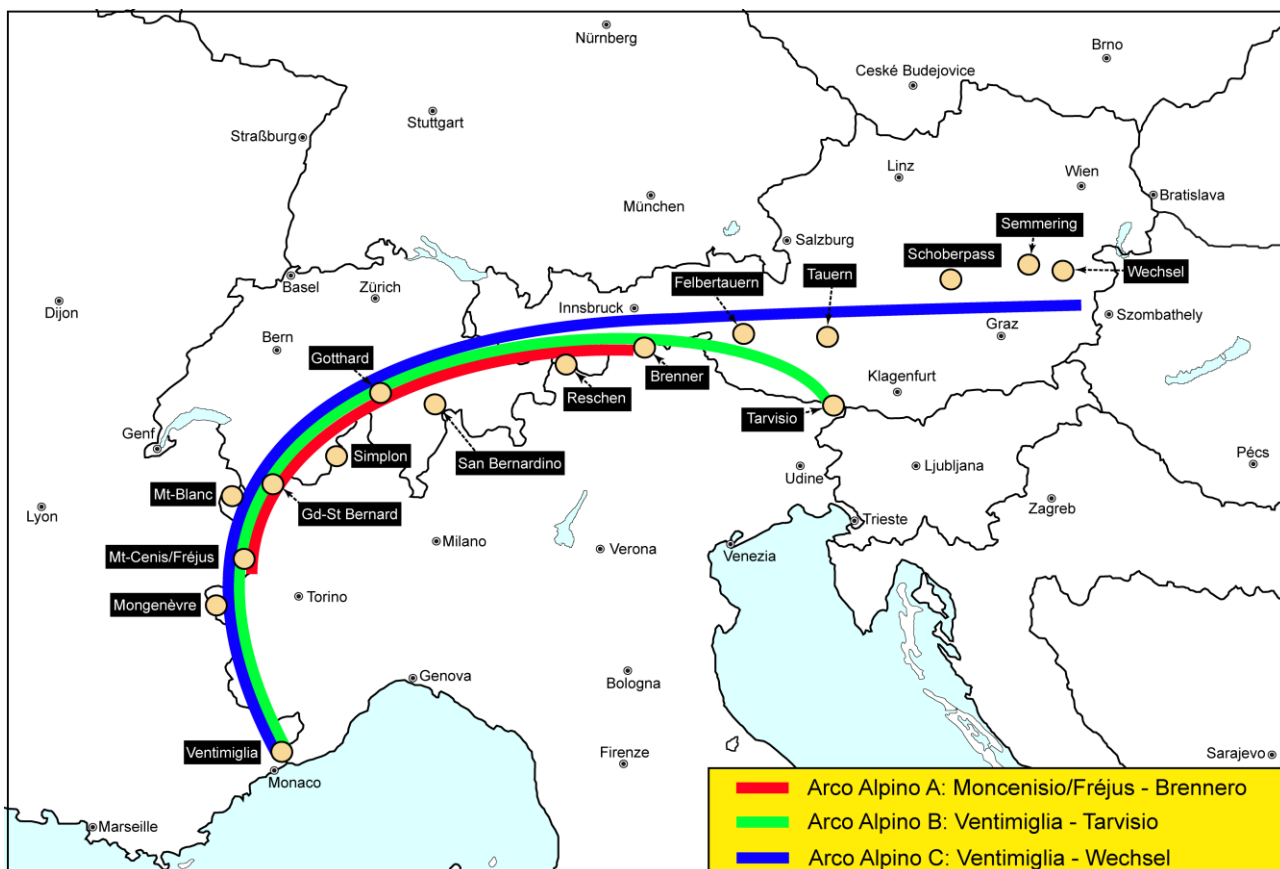 Nürnberg
Brno
České Budejovice
Stuttgart
Straßburg
Linz
Wien
München
Bratislava
Semmering
Salzburg
Schoberpass
Wechsel
Basel
Zürich
Felbertauern
Tauern
Dijon
Innsbruck
Szombathely
Graz
Bern
Gotthard
Reschen
Brenner
Klagenfurt
Tarvisio
Genf
Simplon
San Bernardino
Pécs
Udine
Ljubljana
Mt-Blanc
Gd-St Bernard
Zagreb
Lyon
Trieste
Milano
Verona
Venezia
Mt-Cenis/Fréjus
Mongenèvre
Torino
Genova
Bologna
Ventimiglia
Firenze
Sarajevo
Monaco
Marseille
Arco Alpino A: Moncenisio/Fréjus - Brennero
Arco Alpino B: Ventimiglia - Tarvisio
Arco Alpino C: Ventimiglia - Wechsel